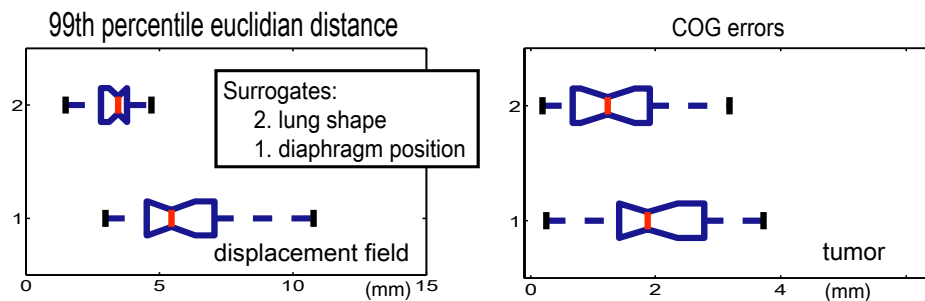 99th percentile euclidian distance
2
1
Surrogates:
2. lung shape
1. diaphragm position
displacement field
0 5 10 (mm) 15
COG errors
2
1
tumor
0 2 4 (mm)